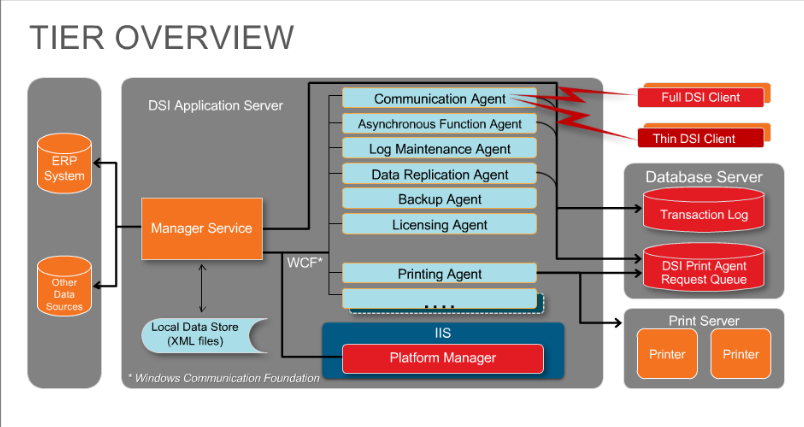 TIER OVERVIEW
ERP
System
Other
Data
Sources
DSI Application Server
Manager Service
Local Data Store
(XML files)
* Windows Communication Foundation
WCF*
Communication Agent
Asynchronous Function Agent
Log Maintenance Agent
Data Replication Agent
Backup Agent
Licensing Agent
Printing Agent
. . . .
IIS
Platform Manager
Full DSI Client
Thin DSI Client
Database Server
Transaction Log
DSI Print Agent
Request Queue
Print Server
Printer
Printer